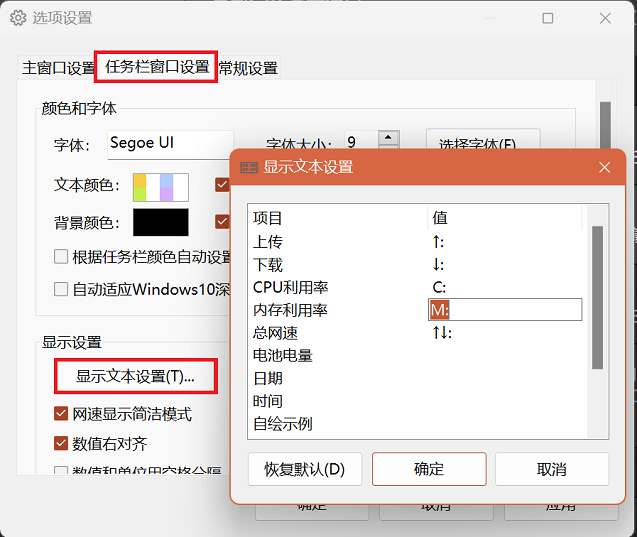 选项设置
主窗口设置 任务栏窗口设置 常规设置
颜色和字体
字体: Segoe UI 字体大小: 9 选择字体(F)
文本颜色:
背景颜色:
根据任务栏颜色自动设置
自动适应Windows10深
显示设置
显示文本设置(T)...
网速显示简洁模式
数值右对齐
数值和单位用空格分隔
显示文本设置
项目 值
上传 ↑:
下载 ↓:
CPU利用率 C:
内存利用率 M:
总网速 ↑↓:
电池电量
日期
时间
自绘示例
恢复默认(D) 确定 取消
确定 取消 应用